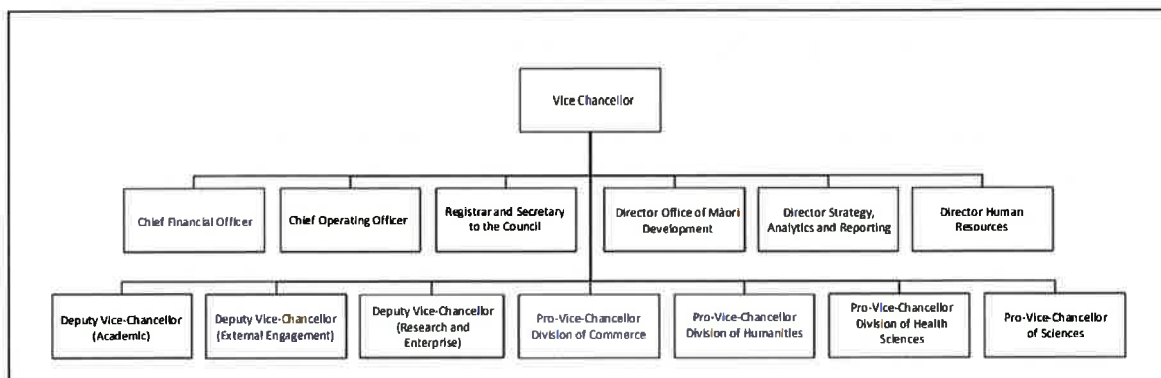 Vice Chancellor
Chief Financial Officer
Chief Operating Officer
Registrar and Secretary
to the Council
Director Office of Māori
Development
Director Strategy,
Analytics and Reporting
Director Human
Resources
Deputy Vice-Chancellor
(Academic)
Deputy Vice-Chancellor
(External Engagement)
Deputy Vice-Chancellor
(Research and
Enterprise)
Pro-Vice-Chancellor
Division of Commerce
Pro-Vice-Chancellor
Division of Humanities
Pro-Vice-Chancellor
Division of Health
Sciences
Pro-Vice-Chancellor
of Sciences